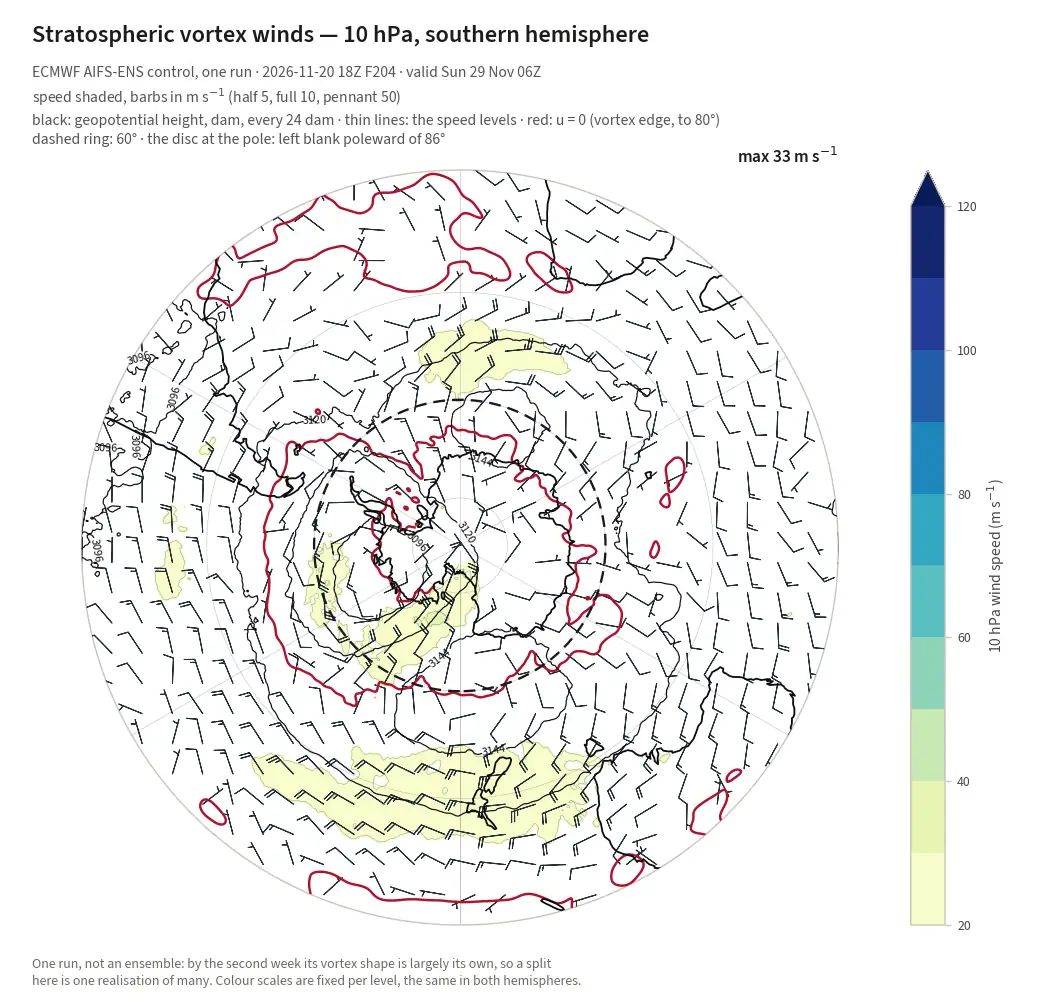 Stratospheric vortex winds — 10 hPa, southern hemisphere
ECMWF AIFS-ENS control, one run · 2026-11-20 18Z F204 · valid Sun 29 Nov 06Z
speed shaded, barbs in m s⁻¹ (half 5, full 10, pennant 50)
black: geopotential height, dam, every 24 dam · thin lines: the speed levels · red: u = 0 (vortex edge, to 80°)
dashed ring: 60° · the disc at the pole: left blank poleward of 86°
max 33 m s⁻¹
120
100
80
60
40
20
10 hPa wind speed (m s⁻¹)
3096
3096
3120
3096
3096
3144
3120
3096
3096
3144
3144
One run, not an ensemble: by the second week its vortex shape is largely its own, so a split
here is one realisation of many. Colour scales are fixed per level, the same in both hemispheres.